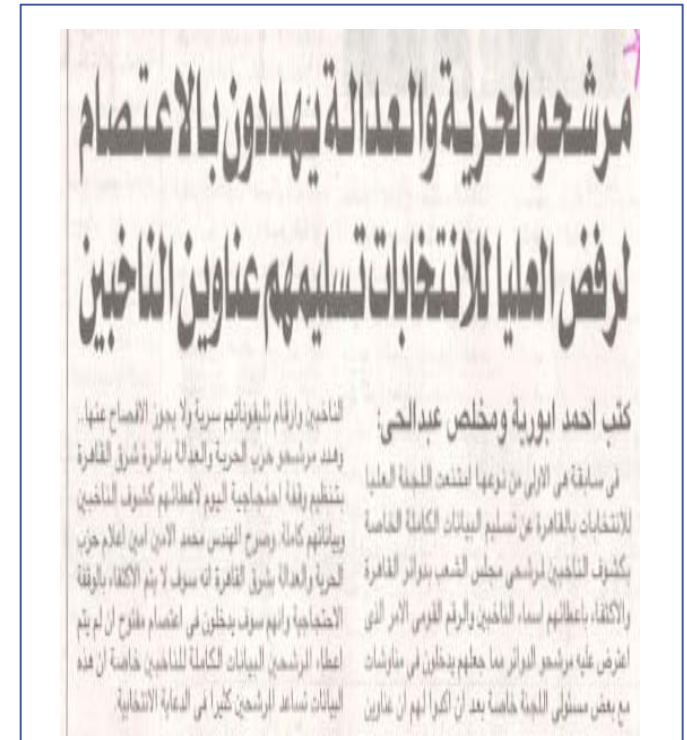 مرشحو الحرية والعدالة يهددون بالاعتصام
لرفض العليا للانتخابات تسليمهم عناوين الناخبين
كتب احمد ابورية ومخلص عبدالحى:
فى سابقة هى الاولى من نوعها امتنعت اللجنة العليا
للانتخابات بالقاهرة عن تسليم البيانات الكاملة الخاصة
بكشوف الناخبين لمرشحى مجلس الشعب بدوائر القاهرة
والاكتفاء باعطائهم اسماء الناخبين والرقم القومى الامر الذى
اعترض عليه مرشحو الدوائر مما جعلهم يدخلون فى مناوشات
مع بعض مسئولى اللجنة خاصة بعد ان اكدوا لهم ان عناوين
الناخبين وارقام تليفوناتهم سرية ولا يجوز الافصاح عنها..
وهدد مرشحو حزب الحرية والعدالة بدائرة شرق القاهرة
بتنظيم وقفة احتجاجية اليوم لاعطائهم كشوف الناخبين
وبياناتهم كاملة. وصرح المهندس محمد الامين امين اعلام حزب
الحرية والعدالة بشرق القاهرة انه سوف لا يتم الاكتفاء بالوقفة
الاحتجاجية وانهم سوف يدخلون فى اعتصام مفتوح ان لم يتم
اعطاء المرشحين البيانات الكاملة للناخبين خاصة ان هذه
البيانات تساعد المرشحين كثيرا فى الدعاية الانتخابية.